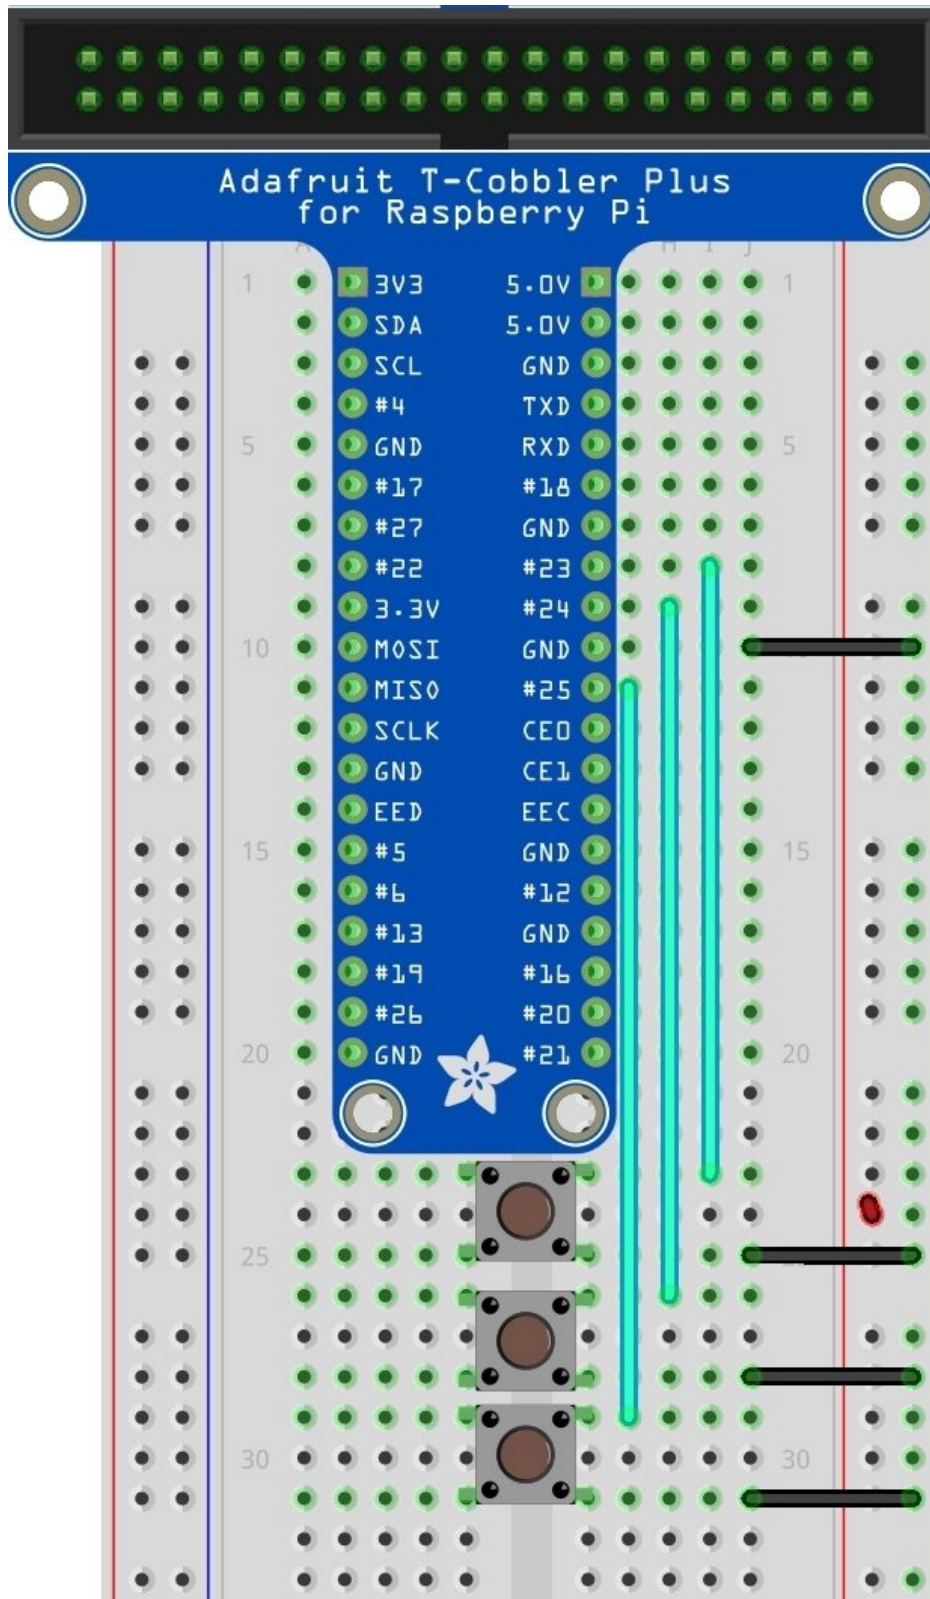 Adafruit T-Cobbler Plus
for Raspberry Pi
H I J
1 3V3 5.0V 1
SDA 5.0V
SCL GND
#4 TXD
5 GND RXD 5
#17 #18
#27 GND
#22 #23
3.3V #24
10 MOSI GND
MISO #25
SCLK CE0
GND CE1
EED EEC
15 #5 GND 15
#6 #12
#13 GND
#19 #16
#26 #20
20 GND #21 20
25
30 30